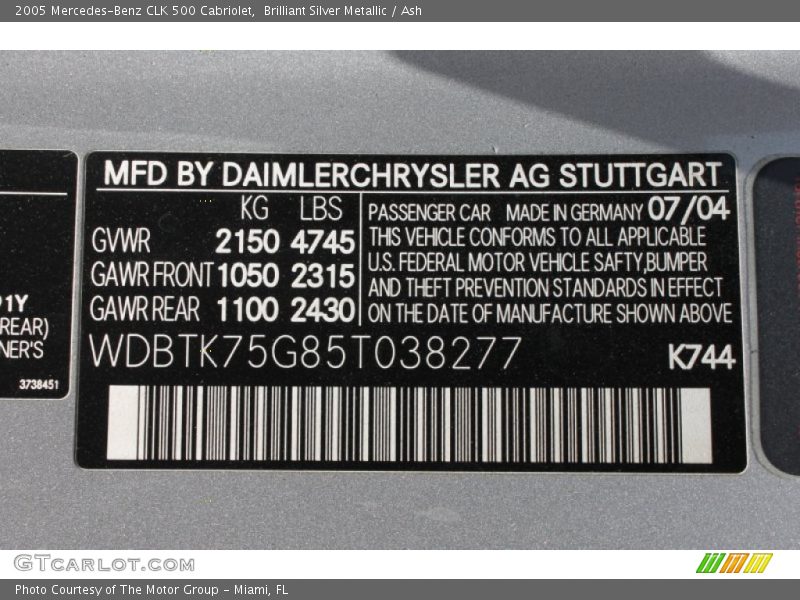 2005 Mercedes-Benz CLK 500 Cabriolet,  Brilliant Silver Metallic / Ash
MFD BY DAIMLERCHRYSLER AG STUTTGART
KG LBS
GVWR 2150 4745
GAWR FRONT 1050 2315
GAWR REAR 1100 2430
PASSENGER CAR MADE IN GERMANY 07/04
THIS VEHICLE CONFORMS TO ALL APPLICABLE
U.S. FEDERAL MOTOR VEHICLE SAFTY,BUMPER
AND THEFT PREVENTION STANDARDS IN EFFECT
ON THE DATE OF MANUFACTURE SHOWN ABOVE
WDBTK75G85T038277
K744
91Y
(REAR)
NER'S
3738451
GTCARLOT.COM
Photo Courtesy of The Motor Group - Miami, FL